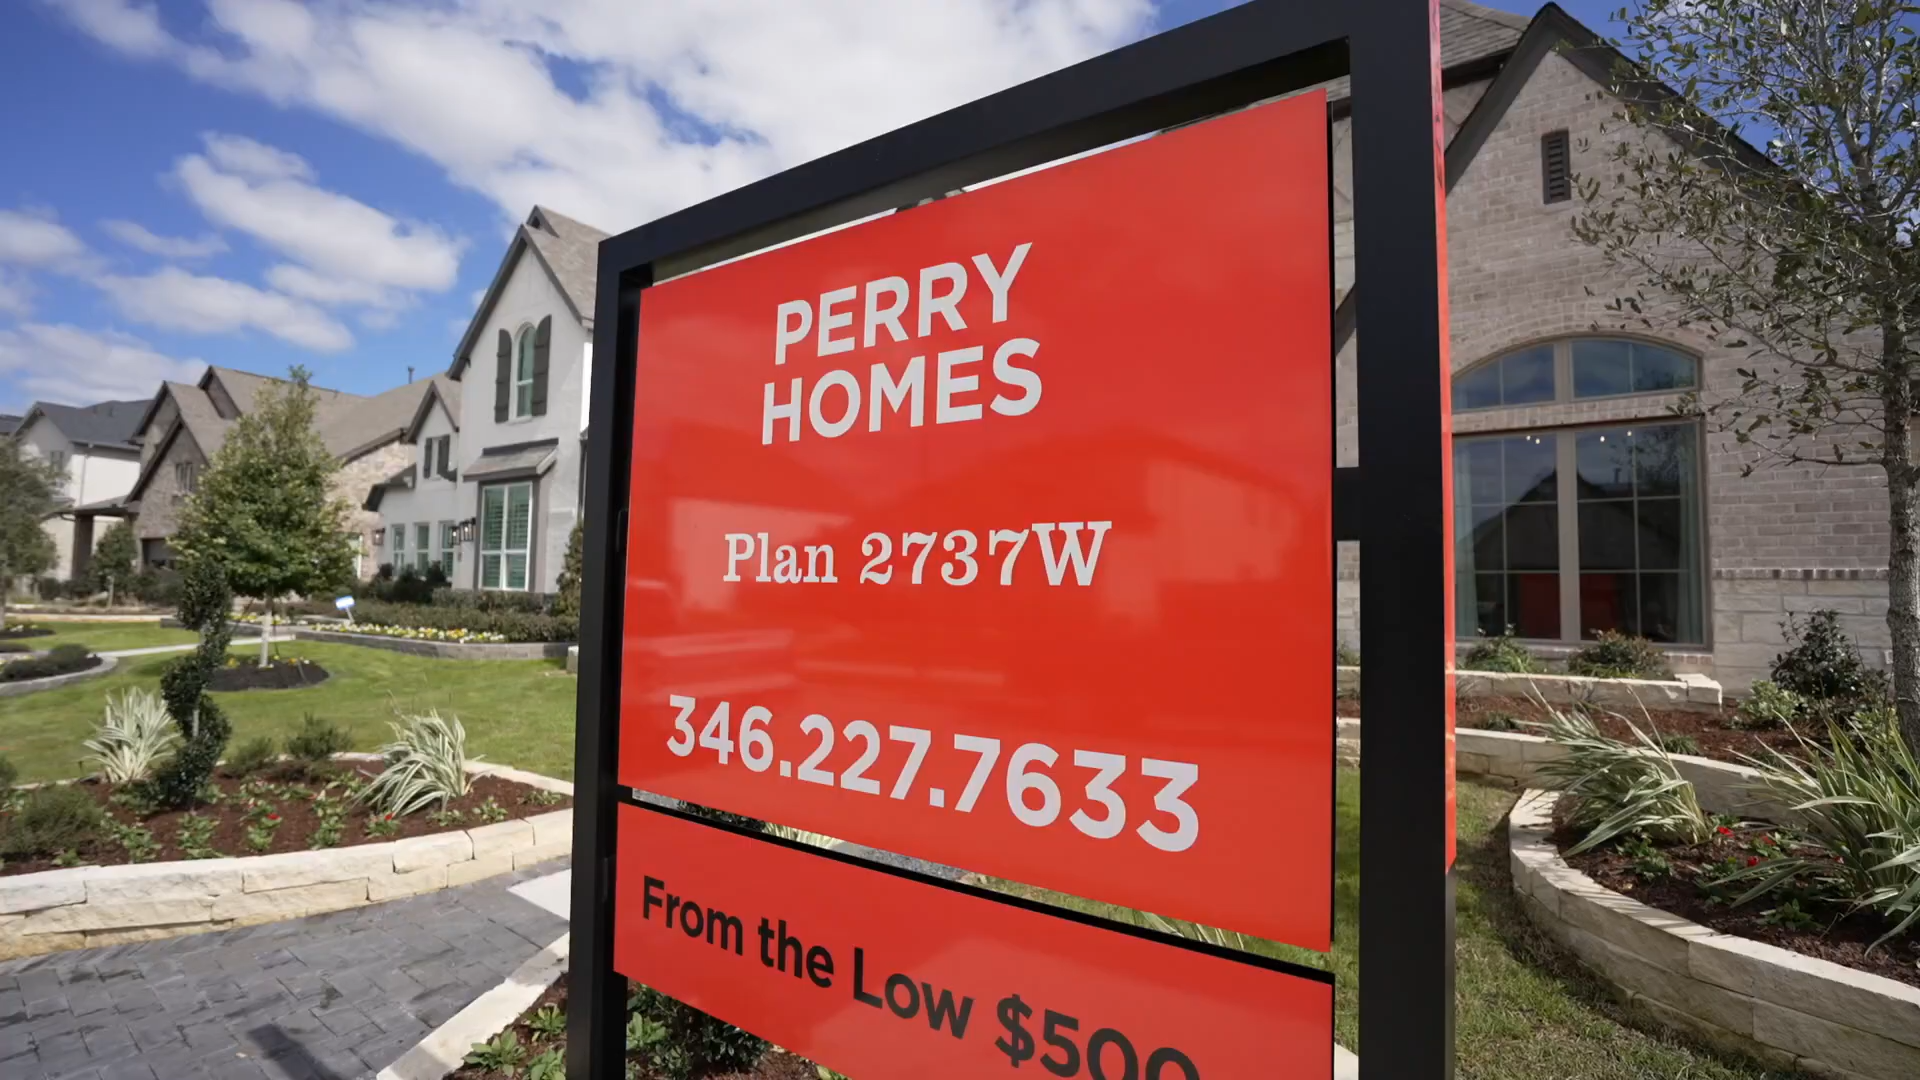 PERRY
HOMES
Plan 2737W
346.227.7633
From the Low $500